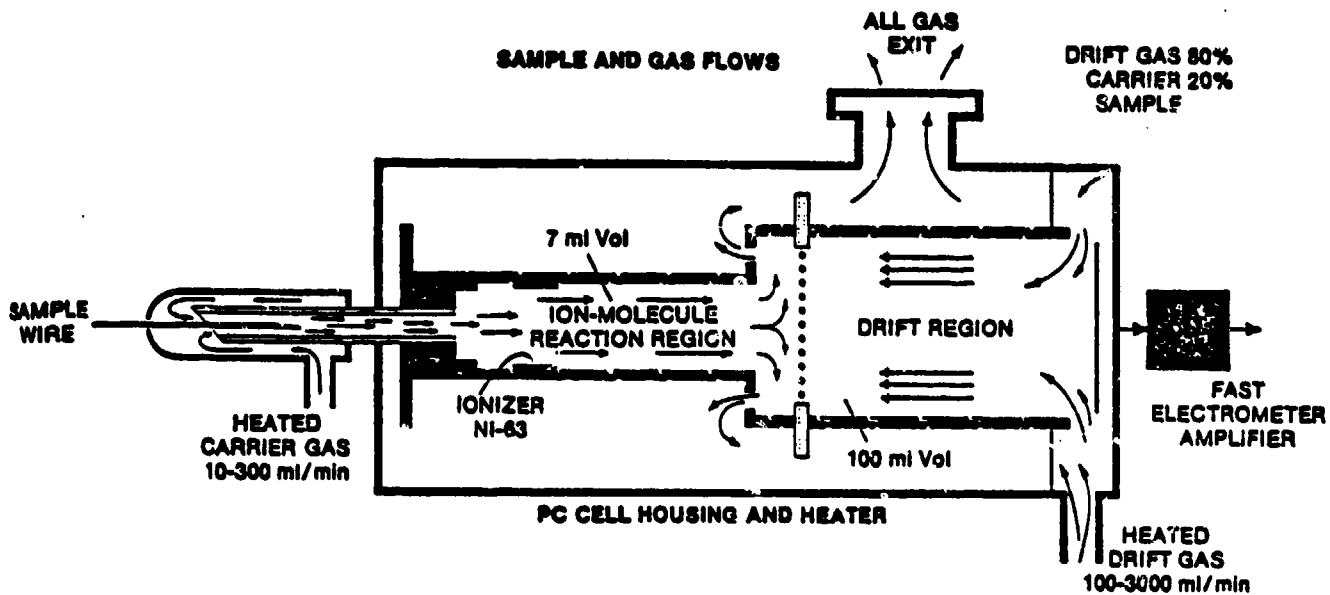 SAMPLE AND GAS FLOWS
ALL GAS
EXIT
DRIFT GAS 80%
CARRIER 20%
SAMPLE
7 ml Vol
SAMPLE
WIRE
ION-MOLECULE
REACTION REGION
DRIFT REGION
IONIZER
NI-63
HEATED
CARRIER GAS
10-300 ml/min
100 ml Vol
FAST
ELECTROMETER
AMPLIFIER
PC CELL HOUSING AND HEATER
HEATED
DRIFT GAS
100-3000 ml/min